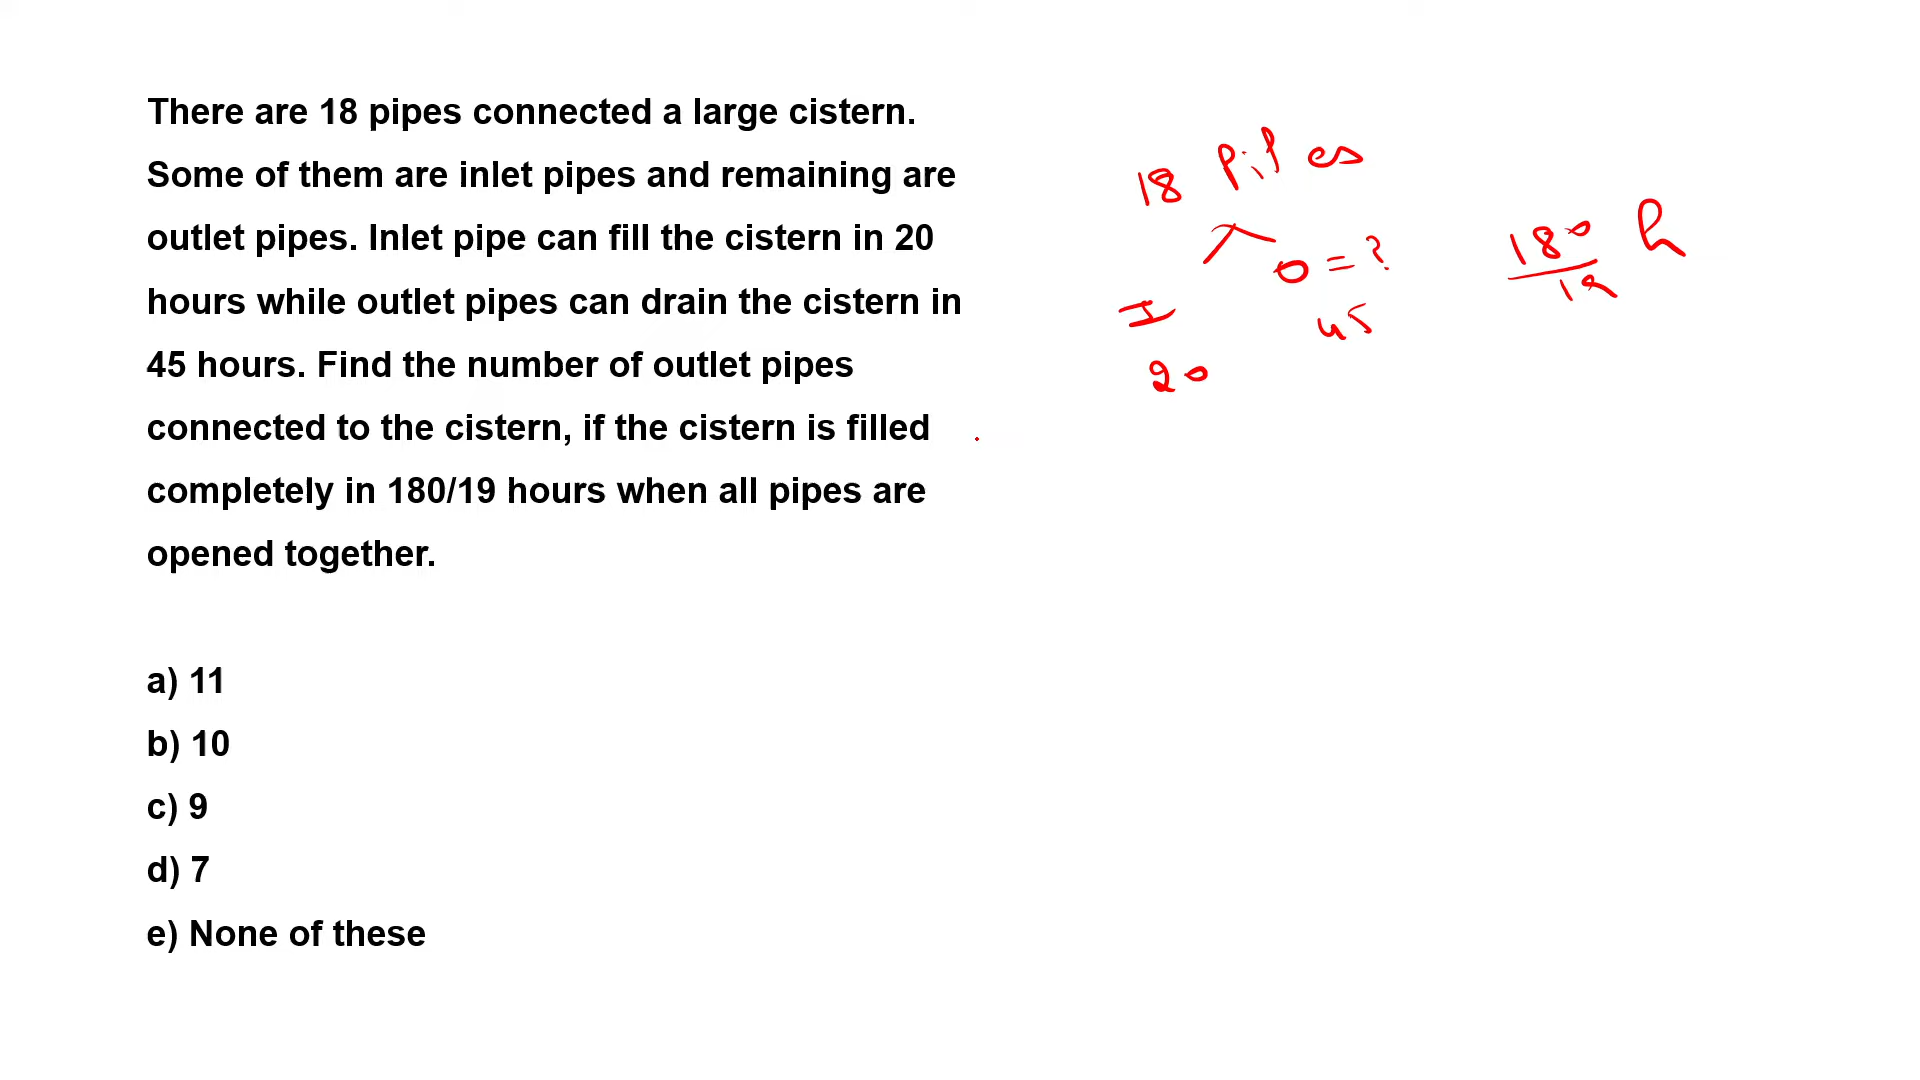 There are 18 pipes connected a large cistern.
Some of them are inlet pipes and remaining are
outlet pipes. Inlet pipe can fill the cistern in 20
hours while outlet pipes can drain the cistern in
45 hours. Find the number of outlet pipes
connected to the cistern, if the cistern is filled
completely in 180/19 hours when all pipes are
opened together.
a) 11
b) 10
c) 9
d) 7
e) None of these
18 Pipes
O = ?
I
45
20
180/19 h